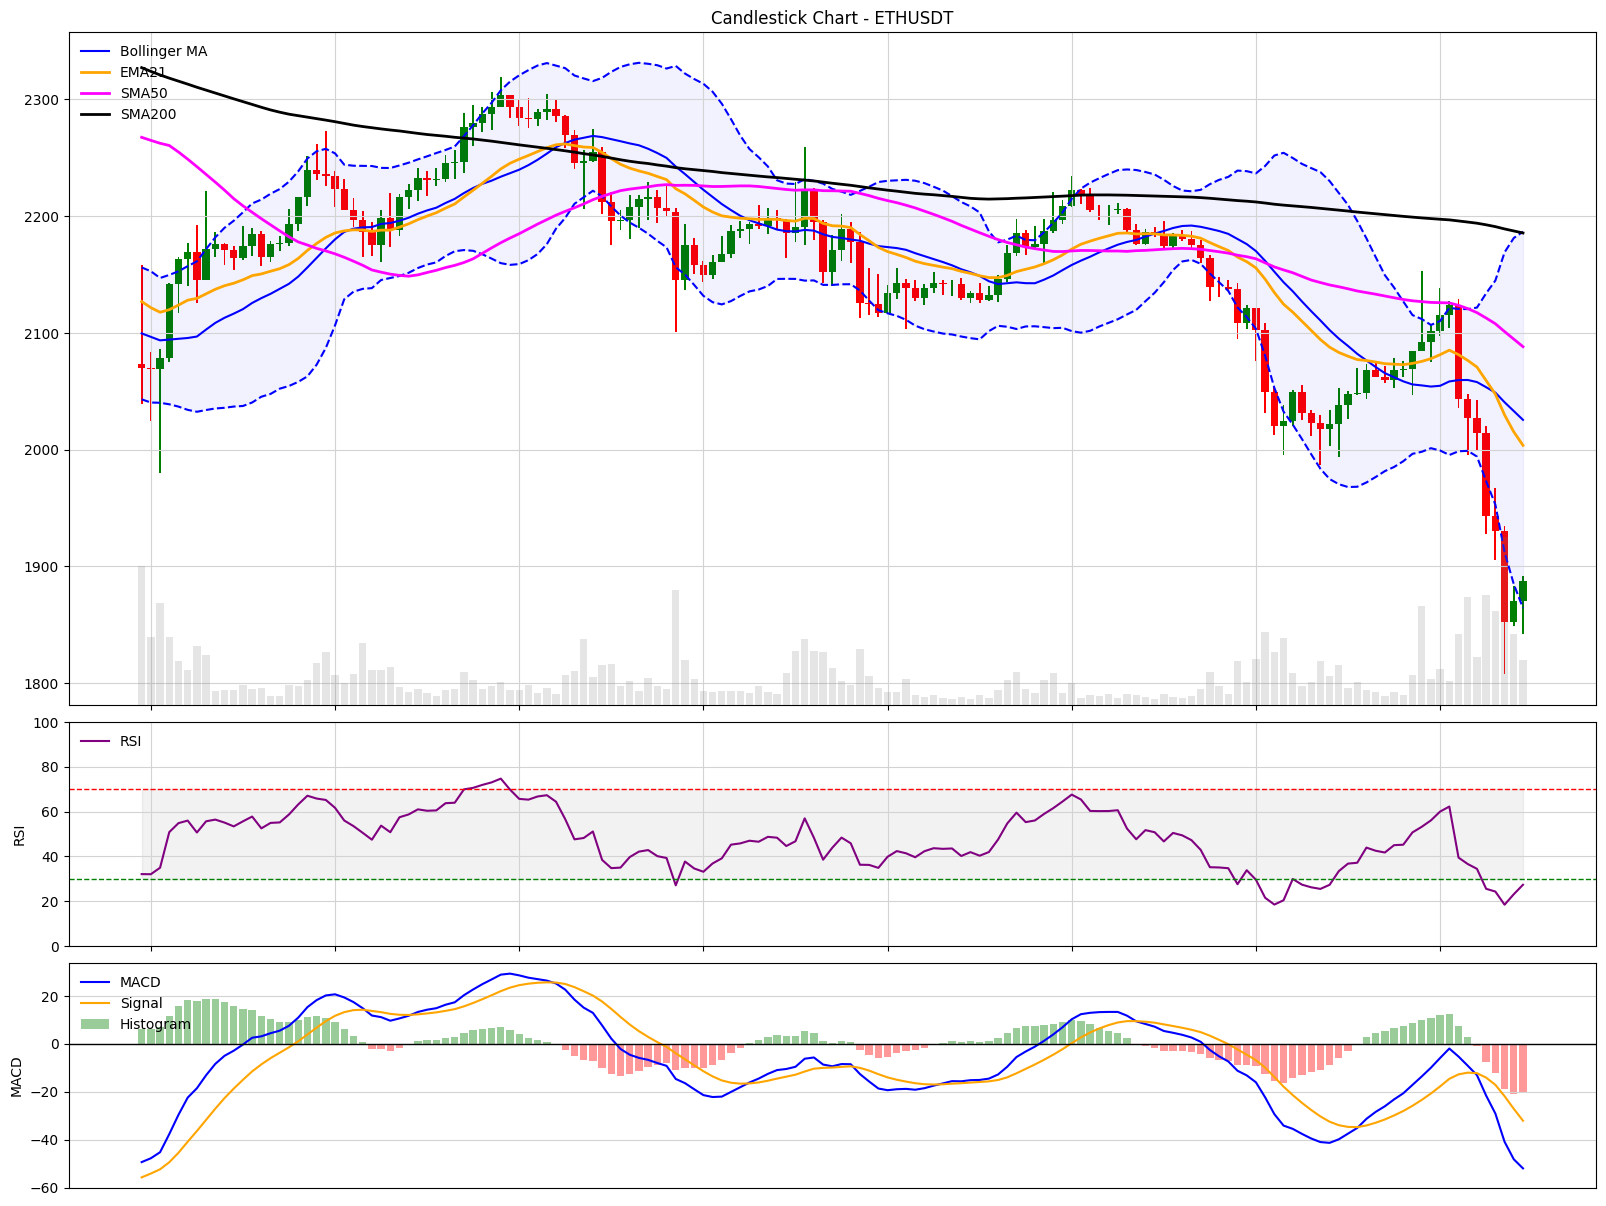 Candlestick Chart - ETHUSDT
Bollinger MA
EMA21
SMA50
SMA200
2300
2200
2100
2000
1900
1800
100
80
60
40
20
0
RSI
RSI
20
0
−20
−40
−60
MACD
MACD
Signal
Histogram